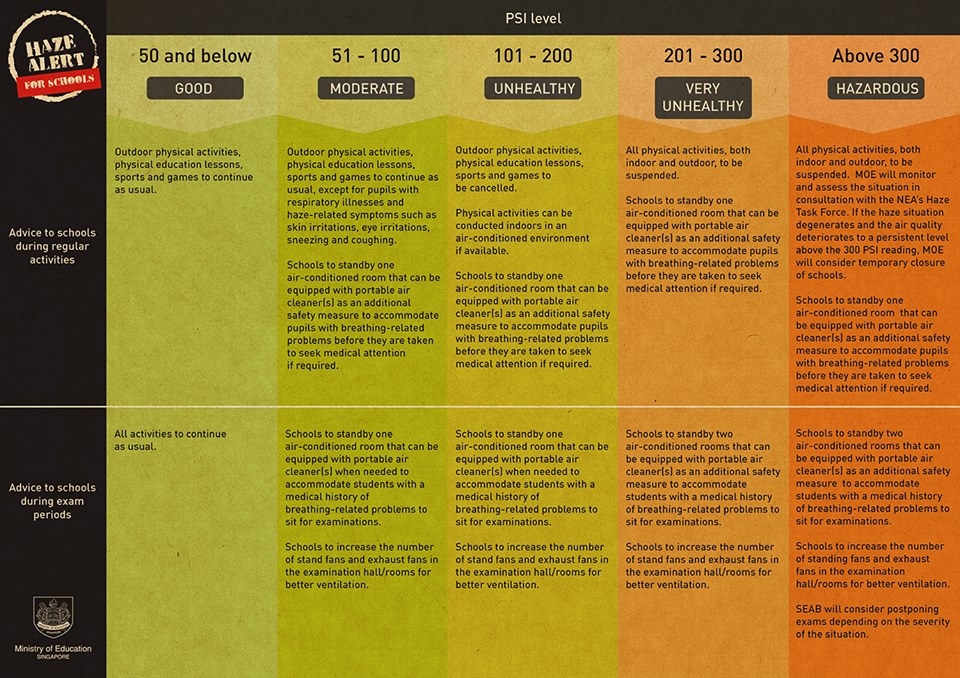 HAZE
ALERT
FOR SCHOOLS
PSI level
50 and below
GOOD
51 - 100
MODERATE
101 - 200
UNHEALTHY
201 - 300
VERY
UNHEALTHY
Above 300
HAZARDOUS
Advice to schools
during regular
activities
Outdoor physical activities,
physical education lessons,
sports and games to continue
as usual.
Outdoor physical activities,
physical education lessons,
sports and games to continue as
usual, except for pupils with
respiratory illnesses and
haze-related symptoms such as
skin irritations, eye irritations,
sneezing and coughing.
Schools to standby one
air-conditioned room that can be
equipped with portable air
cleaner(s) as an additional
safety measure to accommodate
pupils with breathing-related
problems before they are taken
to seek medical attention
if required.
Outdoor physical activities,
physical education lessons,
sports and games to
be cancelled.
Physical activities can be
conducted indoors in an
air-conditioned environment
if available.
Schools to standby one
air-conditioned room that can be
equipped with portable air
cleaner(s) as an additional safety
measure to accommodate pupils
with breathing-related problems
before they are taken to seek
medical attention if required.
All physical activities, both
indoor and outdoor, to be
suspended.
Schools to standby one
air-conditioned room that can be
equipped with portable air
cleaner(s) as an additional safety
measure to accommodate pupils
with breathing-related problems
before they are taken to seek
medical attention if required.
All physical activities, both
indoor and outdoor, to be
suspended. MOE will monitor
and assess the situation in
consultation with the NEA's Haze
Task Force. If the haze situation
degenerates and the air quality
deteriorates to a persistent level
above the 300 PSI reading, MOE
will consider temporary closure
of schools.
Schools to standby one
air-conditioned room that can
be equipped with portable air
cleaner(s) as an additional safety
measure to accommodate pupils
with breathing-related problems
before they are taken to seek
medical attention if required.
Advice to schools
during exam
periods
All activities to continue
as usual.
Schools to standby one
air-conditioned room that can be
equipped with portable air
cleaner(s) when needed to
accommodate students with a
medical history of
breathing-related problems to
sit for examinations.
Schools to increase the number
of stand fans and exhaust fans in
the examination hall/rooms for
better ventilation.
Schools to standby one
air-conditioned room that can be
equipped with portable air
cleaner(s) when needed to
accommodate students with a
medical history of
breathing-related problems to
sit for examinations.
Schools to increase the number
of stand fans and exhaust fans in
the examination hall/rooms for
better ventilation.
Schools to standby two
air-conditioned rooms that can
be equipped with portable air
cleaner(s) as an additional safety
measure to accommodate
students with a medical history
of breathing-related problems to
sit for examinations.
Schools to increase the number
of stand fans and exhaust fans in
the examination hall/rooms for
better ventilation.
Schools to standby two
air-conditioned rooms that can
be equipped with portable air
cleaner(s) as an additional safety
measure to accommodate
students with a medical history
of breathing-related problems to
sit for examinations.
Schools to increase the number
of standing fans and exhaust
fans in the examination
hall/rooms for better ventilation.
SEAB will consider postponing
exams depending on the severity
of the situation.
Ministry of Education
SINGAPORE